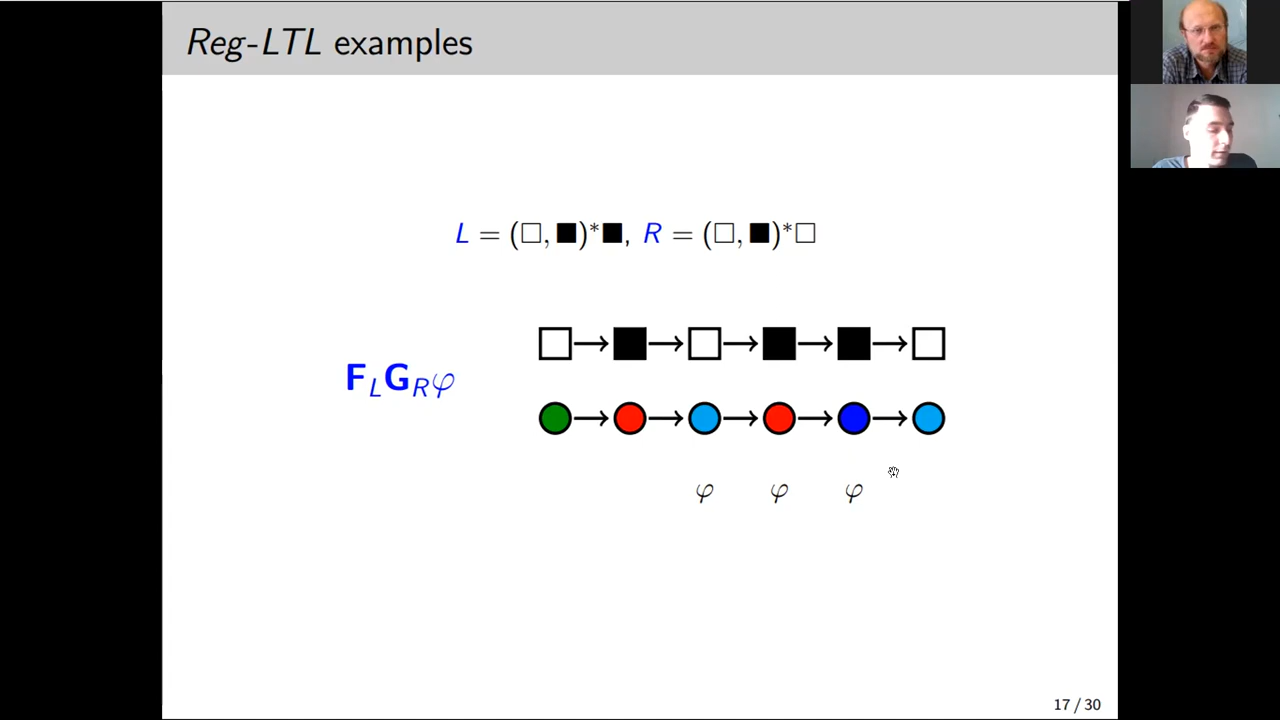 Reg-LTL examples
L = (□, ■)*■, R = (□, ■)*□
F_L G_R φ
φ φ φ
17 / 30